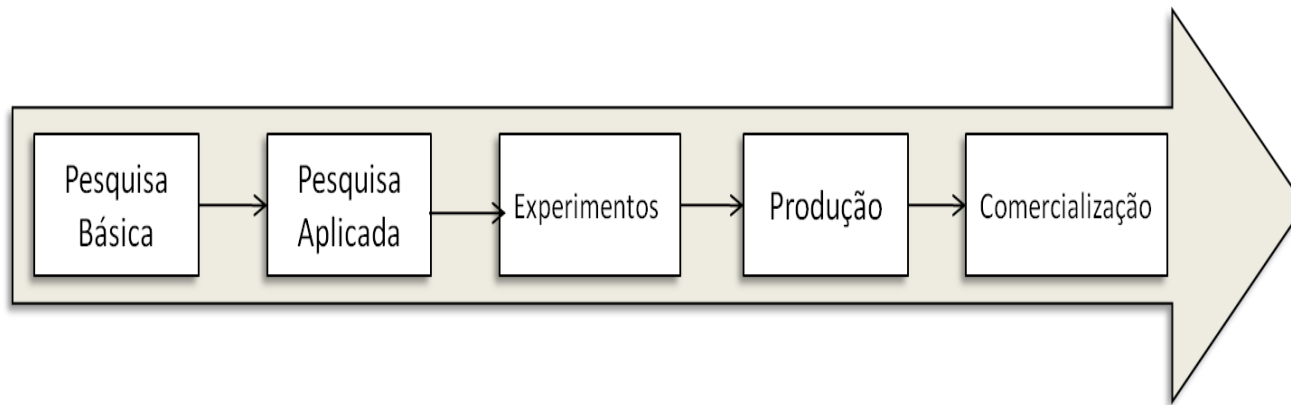 Pesquisa
Básica
Pesquisa
Aplicada
Experimentos
Produção
Comercialização